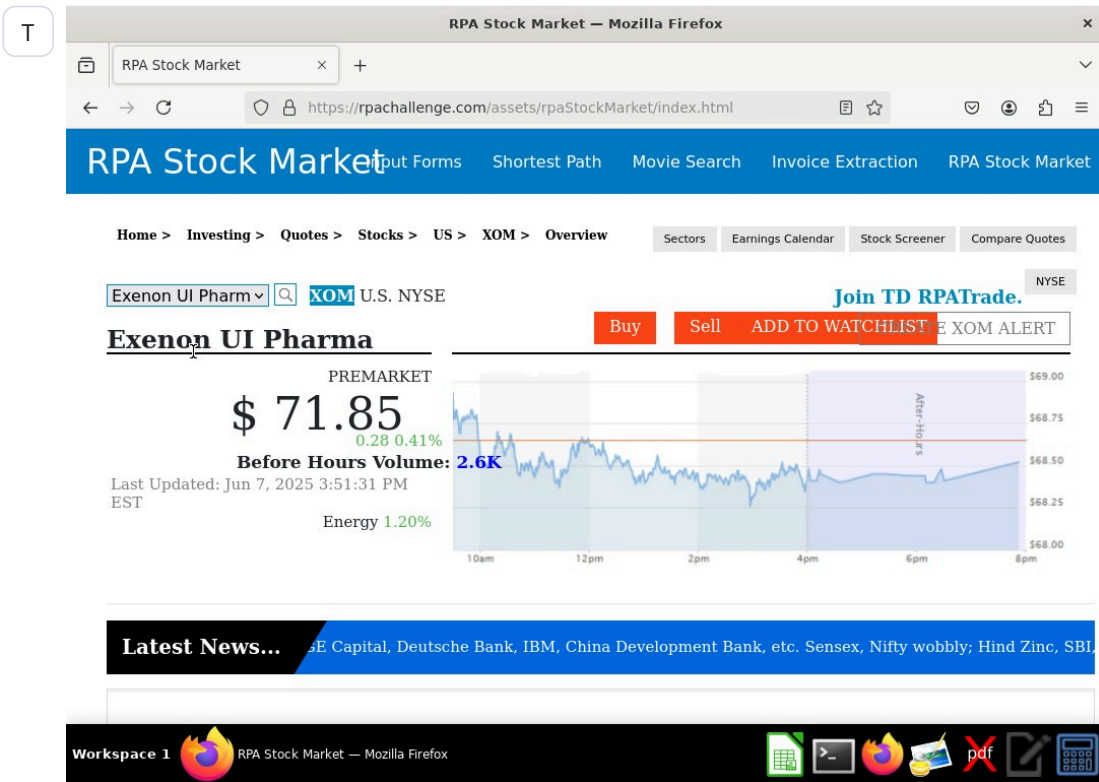 T
RPA Stock Market — Mozilla Firefox
RPA Stock Market
https://rpachallenge.com/assets/rpaStockMarket/index.html
RPA Stock Market Input Forms Shortest Path Movie Search Invoice Extraction RPA Stock Market
Home > Investing > Quotes > Stocks > US > XOM > Overview
Sectors Earnings Calendar Stock Screener Compare Quotes
NYSE
Exenon UI Pharm XOM U.S. NYSE
Join TD RPATrade.
Buy Sell ADD TO WATCHLIST XOM ALERT
Exenon UI Pharma
PREMARKET
$ 71.85
0.28 0.41%
Before Hours Volume: 2.6K
Last Updated: Jun 7, 2025 3:51:31 PM
EST
Energy 1.20%
$69.00
$68.75
$68.50
$68.25
$68.00
After-Hours
10am 12pm 2pm 4pm 6pm 8pm
Latest News... GE Capital, Deutsche Bank, IBM, China Development Bank, etc. Sensex, Nifty wobbly; Hind Zinc, SBI,
Workspace 1 RPA Stock Market — Mozilla Firefox
pdf